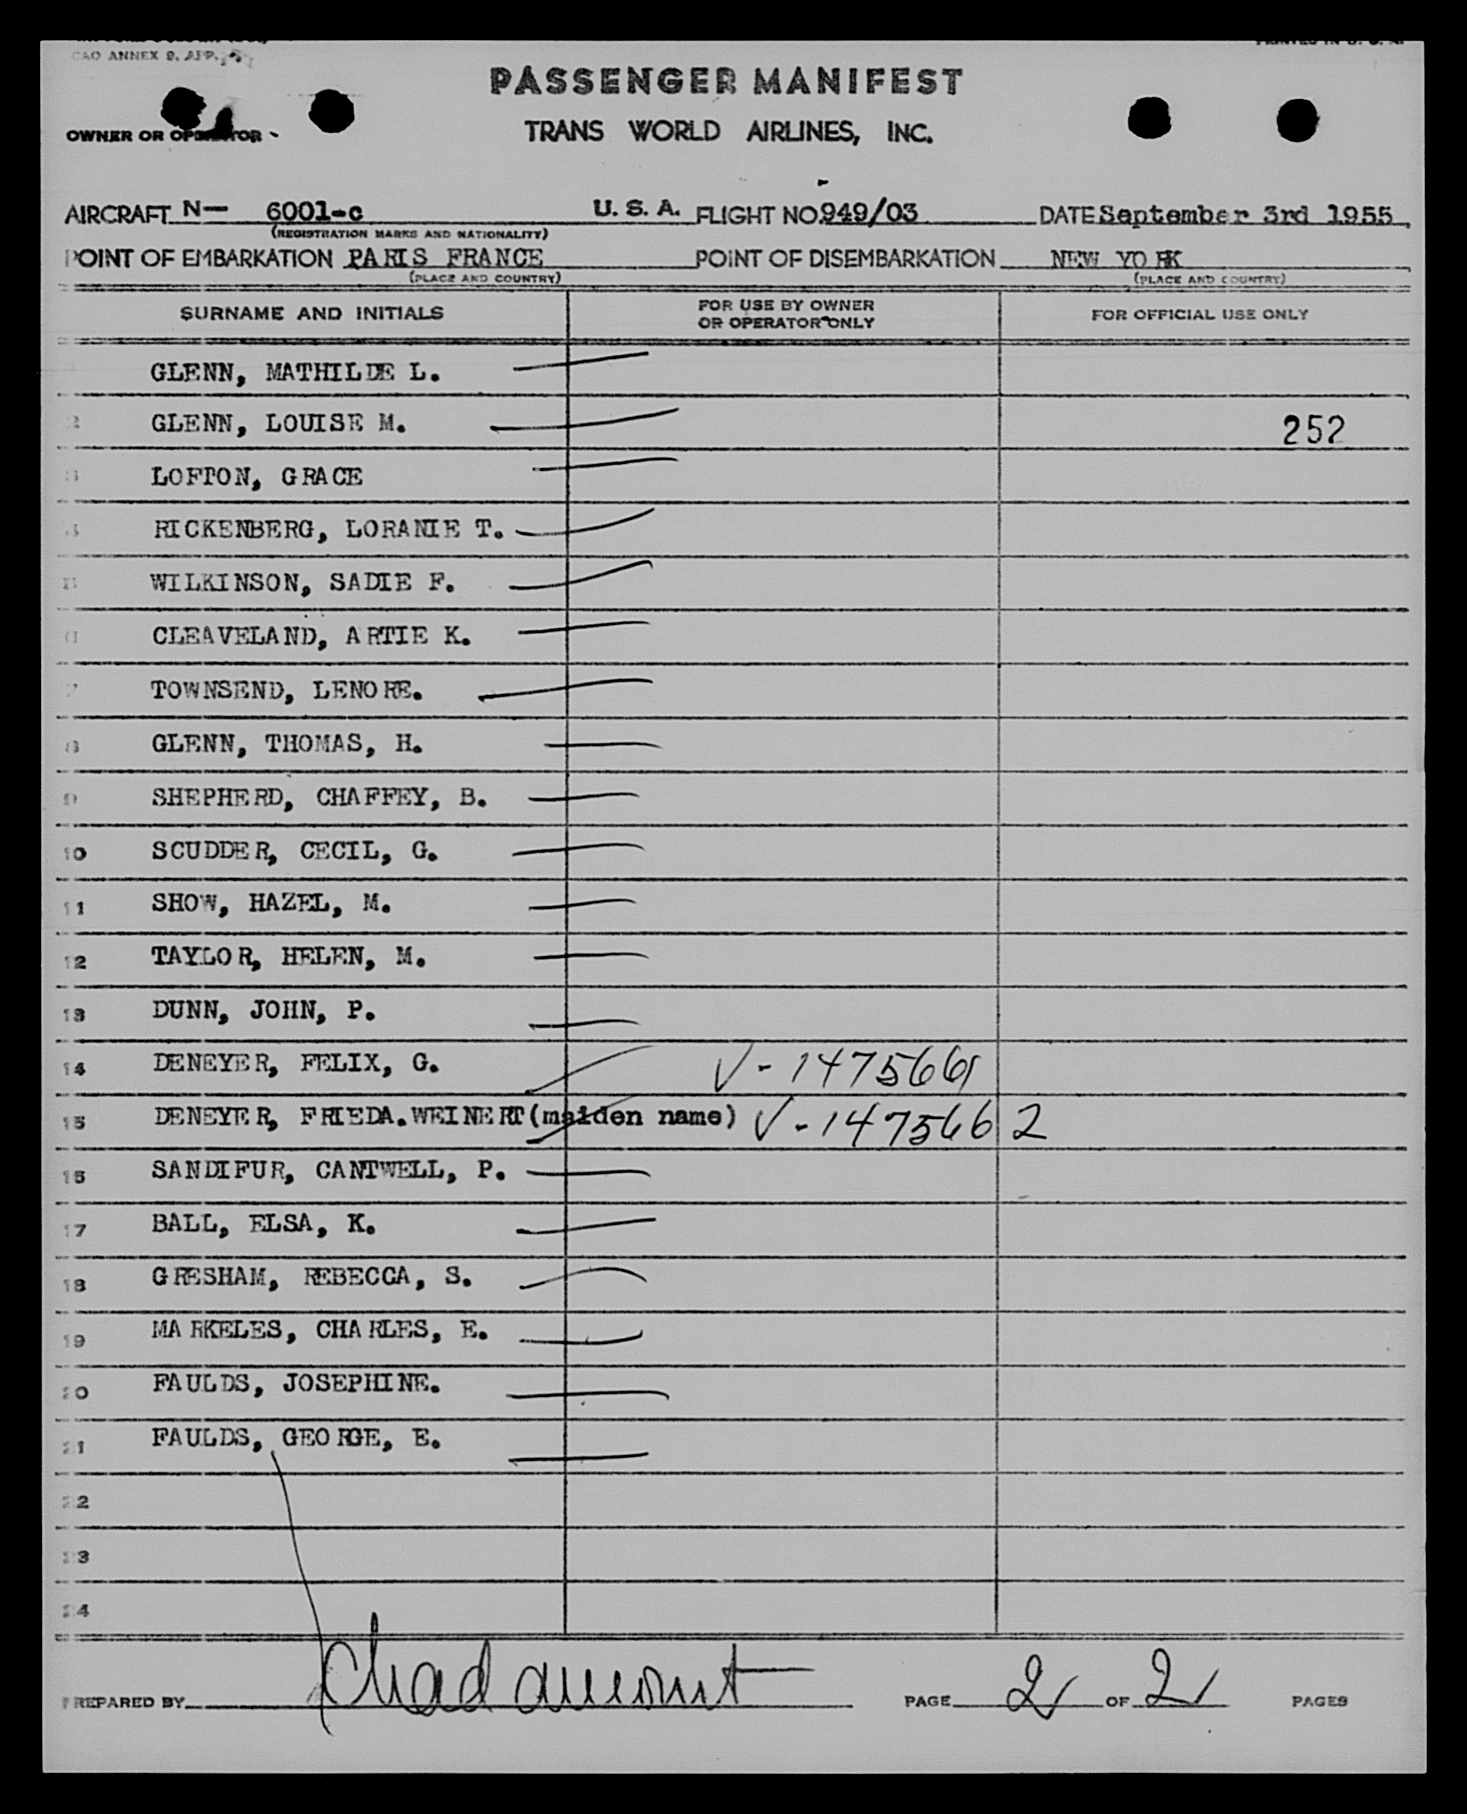 CAO ANNEX 9, APP.
PRINTED IN U. S. A.
PASSENGER MANIFEST
OWNER OR OPERATOR - TRANS WORLD AIRLINES, INC.
AIRCRAFT N- 6001-c U. S. A. FLIGHT NO. 949/03 DATE September 3rd 1955
(REGISTRATION MARKS AND NATIONALITY)
POINT OF EMBARKATION PARIS FRANCE POINT OF DISEMBARKATION NEW YORK
(PLACE AND COUNTRY) (PLACE AND COUNTRY)
SURNAME AND INITIALS FOR USE BY OWNER OR OPERATOR ONLY FOR OFFICIAL USE ONLY
GLENN, MATHILDE L.
2 GLENN, LOUISE M. 252
3 LOFTON, GRACE
4 RICKENBERG, LORANIE T.
5 WILKINSON, SADIE F.
6 CLEAVELAND, ARTIE K.
7 TOWNSEND, LENORE.
8 GLENN, THOMAS, H.
9 SHEPHERD, CHAFFEY, B.
10 SCUDDER, CECIL, G.
11 SHOW, HAZEL, M.
12 TAYLOR, HELEN, M.
13 DUNN, JOHN, P.
14 DENEYER, FELIX, G. V-1475661
15 DENEYER, FRIEDA.WEINERT(maiden name) V-1475662
16 SANDIFUR, CANTWELL, P.
17 BALL, ELSA, K.
18 GRESHAM, REBECCA, S.
19 MARKELES, CHARLES, E.
20 FAULDS, JOSEPHINE.
21 FAULDS, GEORGE, E.
22
23
24
PREPARED BY PAGE 2 OF 2 PAGES